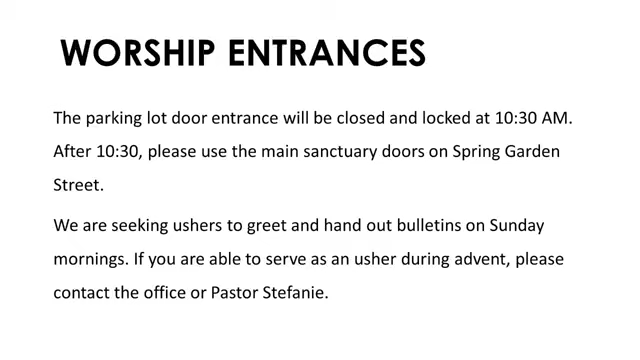 WORSHIP ENTRANCES
The parking lot door entrance will be closed and locked at 10:30 AM.
After 10:30, please use the main sanctuary doors on Spring Garden
Street.
We are seeking ushers to greet and hand out bulletins on Sunday
mornings. If you are able to serve as an usher during advent, please
contact the office or Pastor Stefanie.